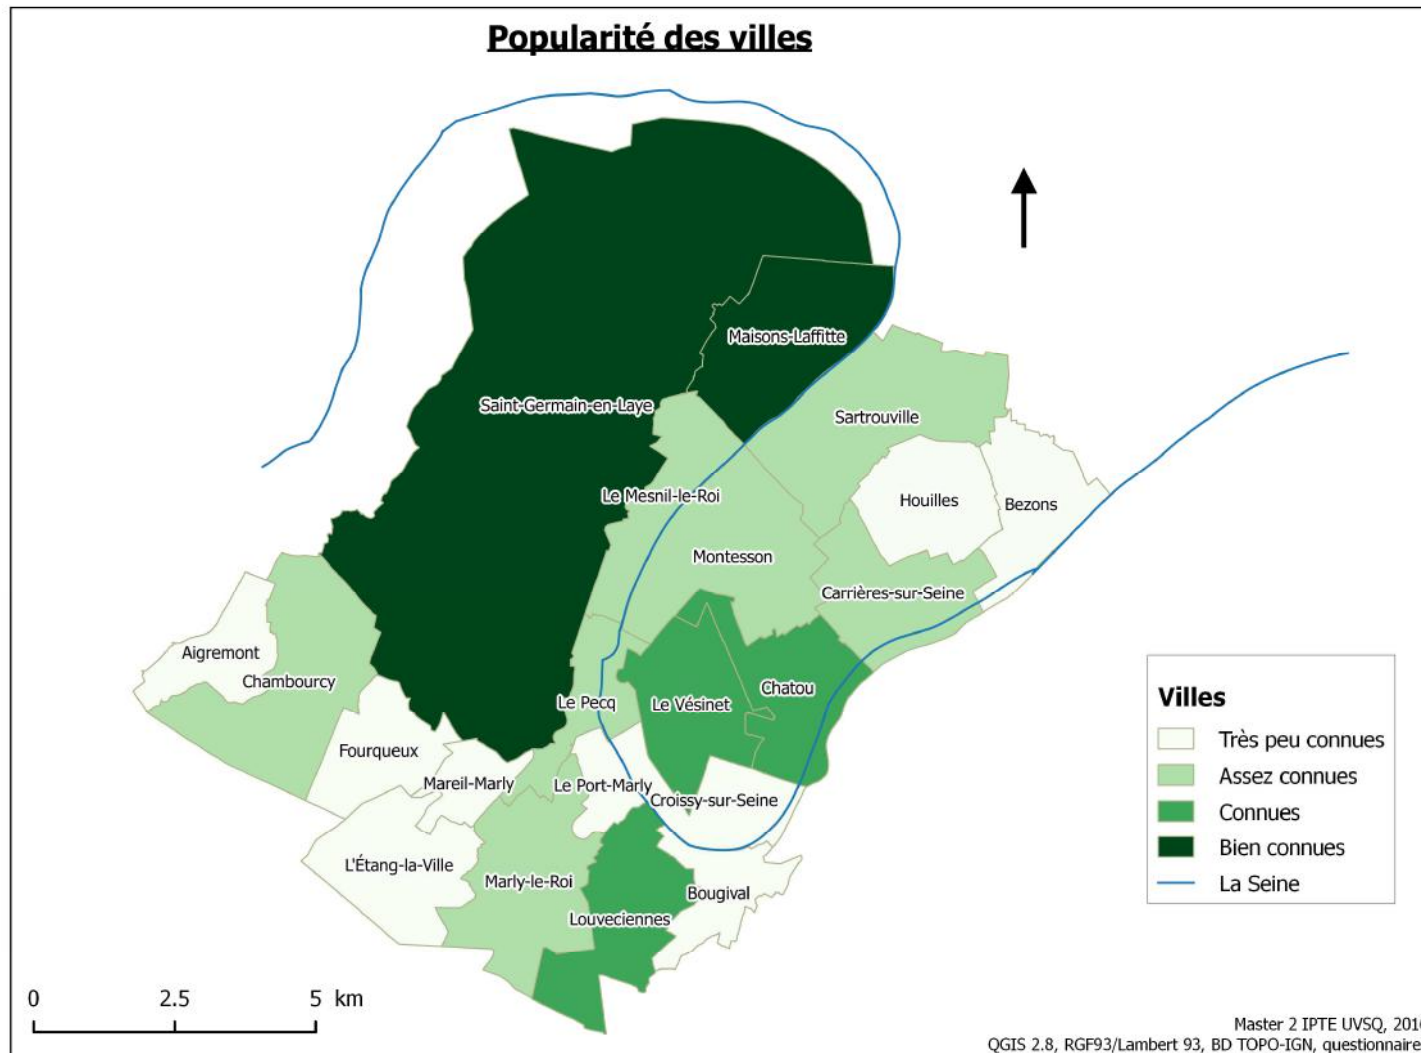 Popularité des villes
Maisons-Laffitte
Saint-Germain-en-Laye
Sartrouville
Le Mesnil-le-Roi
Houilles
Bezons
Montesson
Carrières-sur-Seine
Aigremont
Chambourcy
Chatou
Le Pecq
Le Vésinet
Fourqueux
Mareil-Marly
Le Port-Marly
Croissy-sur-Seine
L'Étang-la-Ville
Marly-le-Roi
Bougival
Louveciennes
Villes
Très peu connues
Assez connues
Connues
Bien connues
La Seine
0 2.5 5 km
Master 2 IPTE UVSQ, 2016
QGIS 2.8, RGF93/Lambert 93, BD TOPO-IGN, questionnaire